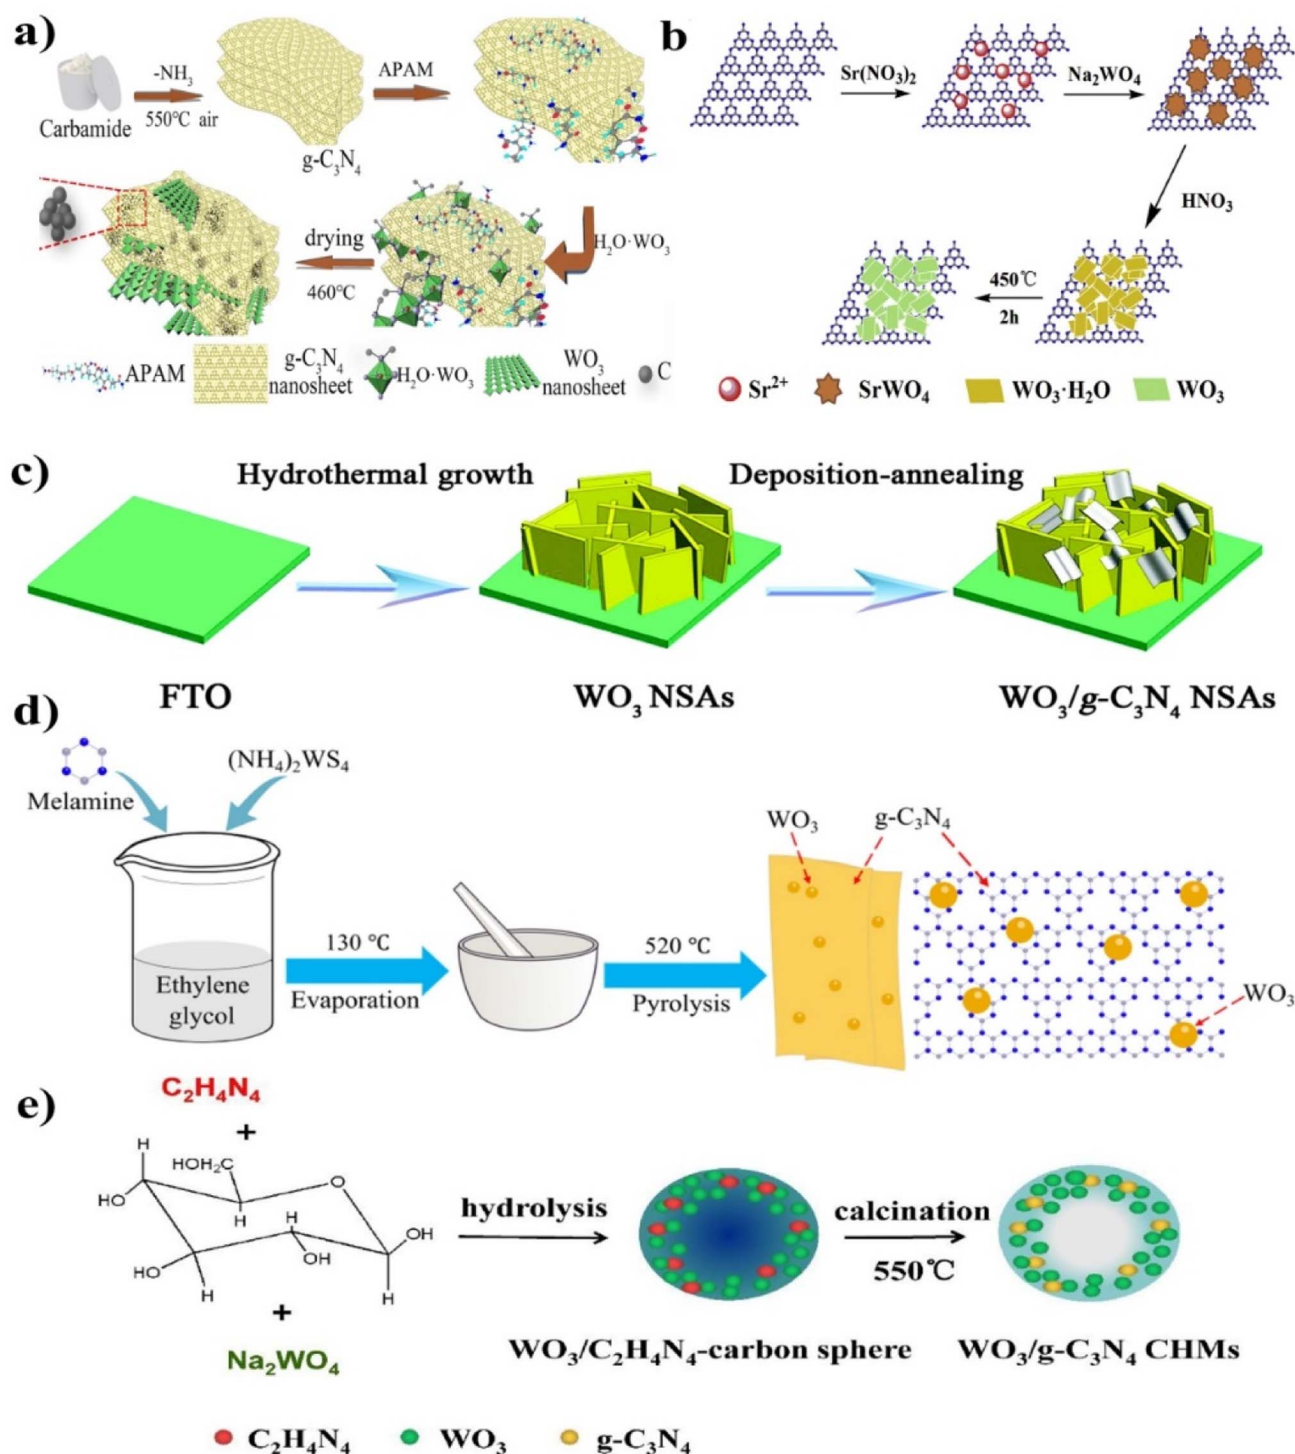 a)
Carbamide
-NH₃
550℃ air
g-C₃N₄
APAM
H₂O·WO₃
drying
460℃
APAM
g-C₃N₄
nanosheet
H₂O·WO₃
WO₃
nanosheet
C
b)
Sr(NO₃)₂
Na₂WO₄
HNO₃
450℃
2h
Sr²⁺
SrWO₄
WO₃·H₂O
WO₃
c)
Hydrothermal growth
Deposition-annealing
FTO
WO₃ NSAs
WO₃/g-C₃N₄ NSAs
d)
Melamine
(NH₄)₂WS₄
Ethylene
glycol
130 ℃
Evaporation
520 ℃
Pyrolysis
WO₃
g-C₃N₄
WO₃
e)
C₂H₄N₄
+
H
HOH₂C
O
HO
H
H
OH
OH
HO
H
H
+
Na₂WO₄
hydrolysis
calcination
550℃
WO₃/C₂H₄N₄-carbon sphere
WO₃/g-C₃N₄ CHMs
C₂H₄N₄
WO₃
g-C₃N₄